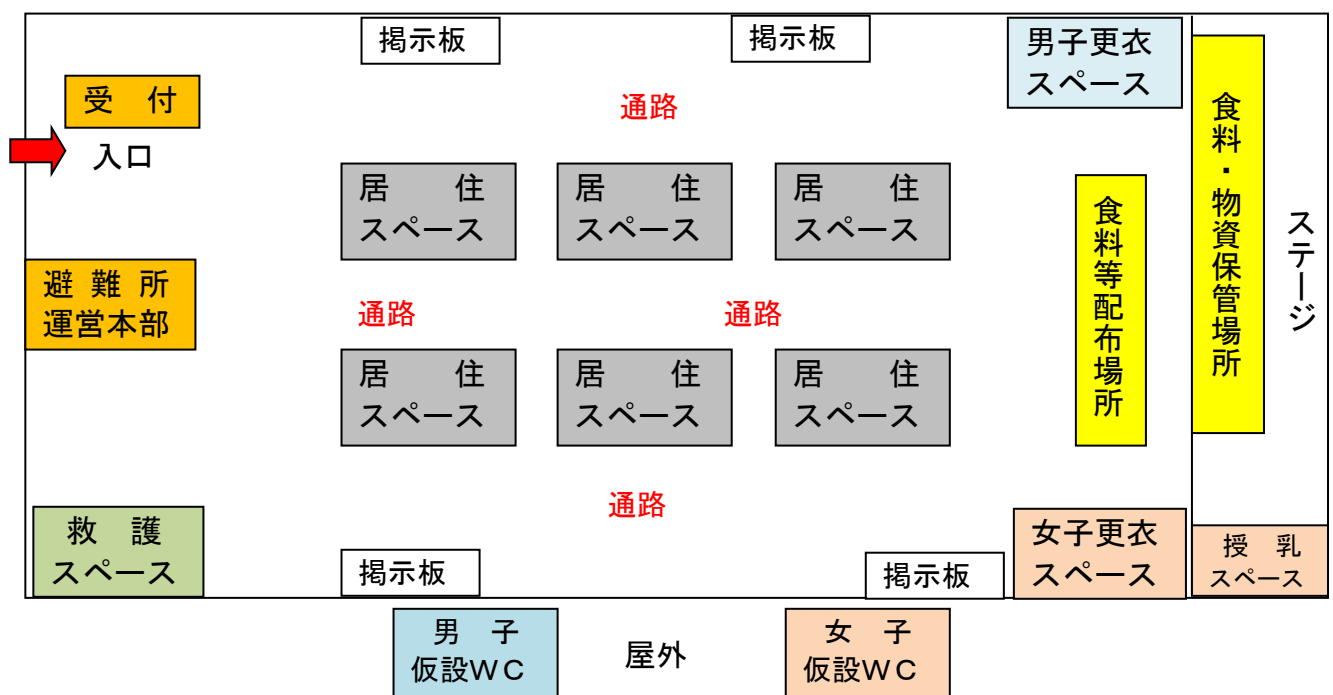 掲示板
掲示板
男子更衣
スペース
受　付
通路
入口
食料・物資保管場所
ステージ
居　住
スペース
居　住
スペース
居　住
スペース
食料等配布場所
避 難 所
運営本部
通路
通路
居　住
スペース
居　住
スペース
居　住
スペース
通路
救　護
スペース
掲示板
掲示板
女子更衣
スペース
授　乳
スペース
男　子
仮設ＷＣ
屋外
女　子
仮設ＷＣ